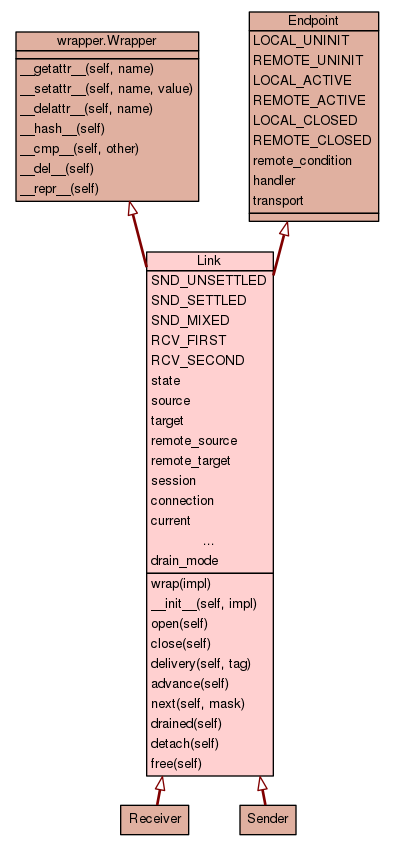 wrapper.Wrapper
__getattr__(self, name)
__setattr__(self, name, value)
__delattr__(self, name)
__hash__(self)
__cmp__(self, other)
__del__(self)
__repr__(self)
Endpoint
LOCAL_UNINIT
REMOTE_UNINIT
LOCAL_ACTIVE
REMOTE_ACTIVE
LOCAL_CLOSED
REMOTE_CLOSED
remote_condition
handler
transport
Link
SND_UNSETTLED
SND_SETTLED
SND_MIXED
RCV_FIRST
RCV_SECOND
state
source
target
remote_source
remote_target
session
connection
current
...
drain_mode
wrap(impl)
__init__(self, impl)
open(self)
close(self)
delivery(self, tag)
advance(self)
next(self, mask)
drained(self)
detach(self)
free(self)
Receiver
Sender